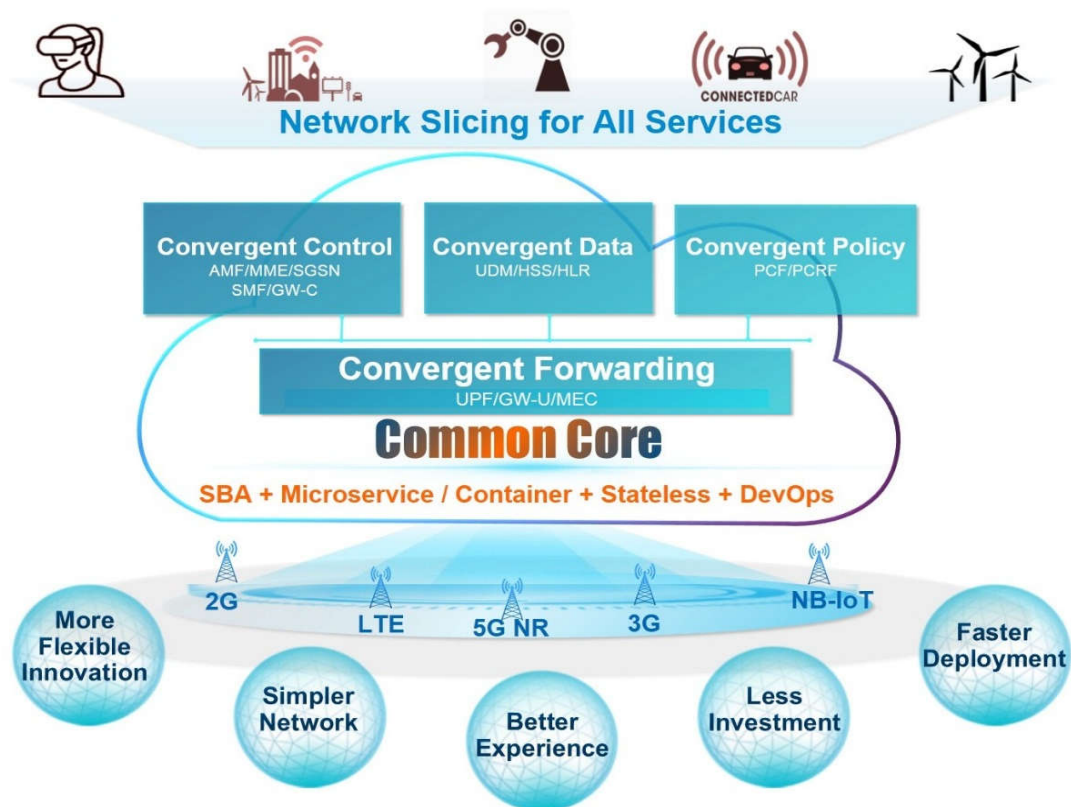 CONNECTEDCAR
Network Slicing for All Services
Convergent Control
AMF/MME/SGSN
SMF/GW-C
Convergent Data
UDM/HSS/HLR
Convergent Policy
PCF/PCRF
Convergent Forwarding
UPF/GW-U/MEC
Common Core
SBA + Microservice / Container + Stateless + DevOps
2G
LTE
5G NR
3G
NB-IoT
More
Flexible
Innovation
Simpler
Network
Better
Experience
Less
Investment
Faster
Deployment